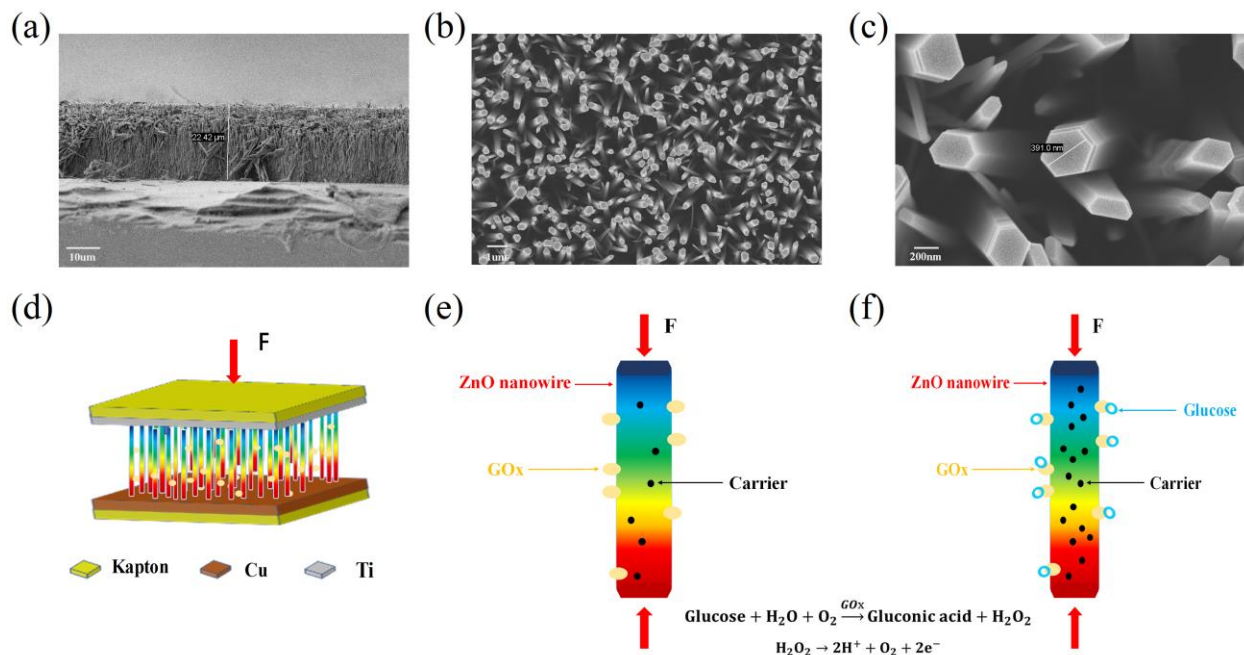 (a)
(b)
(c)
22.42 µm
10um
1um
391.0 nm
200nm
(d)
(e)
(f)
F
F
F
ZnO nanowire
ZnO nanowire
Glucose
GOx
GOx
Carrier
Carrier
Kapton
Cu
Ti
Glucose + H₂O + O₂ —GOx→ Gluconic acid + H₂O₂
H₂O₂ → 2H⁺ + O₂ + 2e⁻